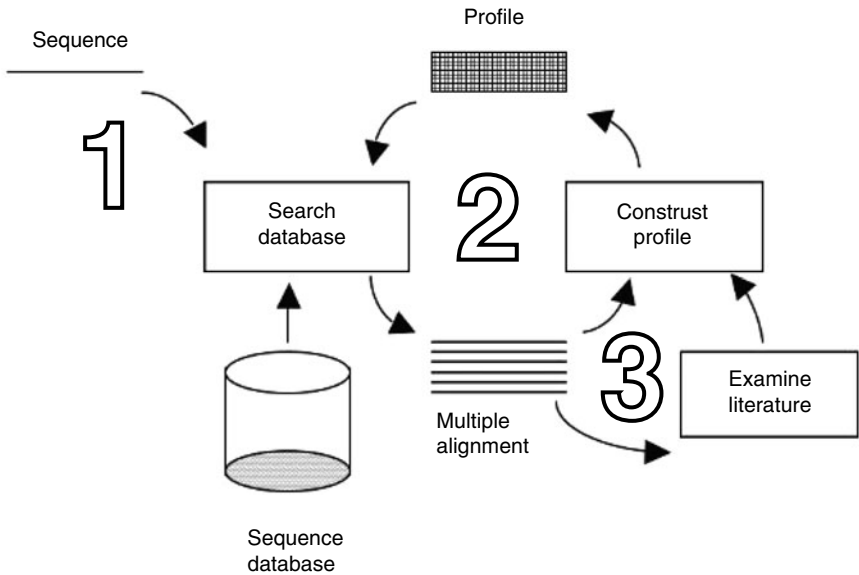 Sequence
Profile
1
Search
database
2
Construst
profile
3
Multiple
alignment
Examine
literature
Sequence
database